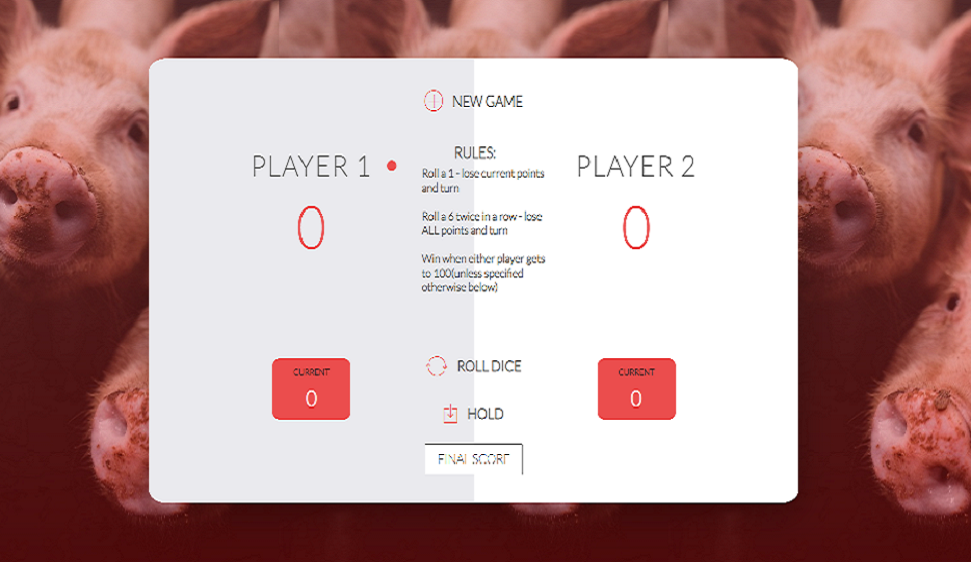 NEW GAME
PLAYER 1
0
RULES:
Roll a 1 - lose current points
and turn
Roll a 6 twice in a row - lose
ALL points and turn
Win when either player gets
to 100(unless specified
otherwise below)
PLAYER 2
0
CURRENT
0
ROLL DICE
HOLD
FINAL SCORE
CURRENT
0